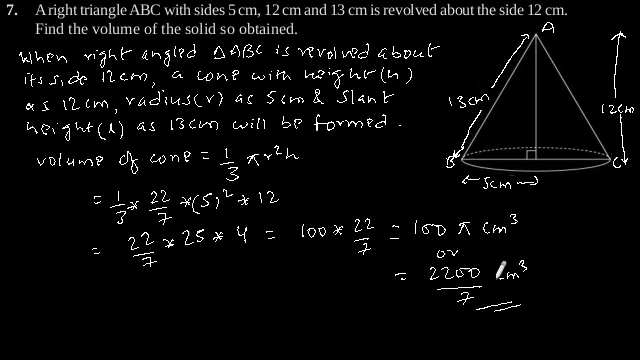 7. A right triangle ABC with sides 5 cm, 12 cm and 13 cm is revolved about the side 12 cm.
Find the volume of the solid so obtained.
When right angled ΔABC is revolved about
its side 12cm, a cone with height(h)
as 12cm, radius(r) as 5cm & slant
height(l) as 13cm will be formed.
volume of cone = 1/3 πr²h
= 1/3 * 22/7 * (5)² * 12
= 22/7 * 25 * 4 = 100 * 22/7 = 100 π cm³
or
= 2200/7 cm³
A
13cm
12cm
B
C
5cm